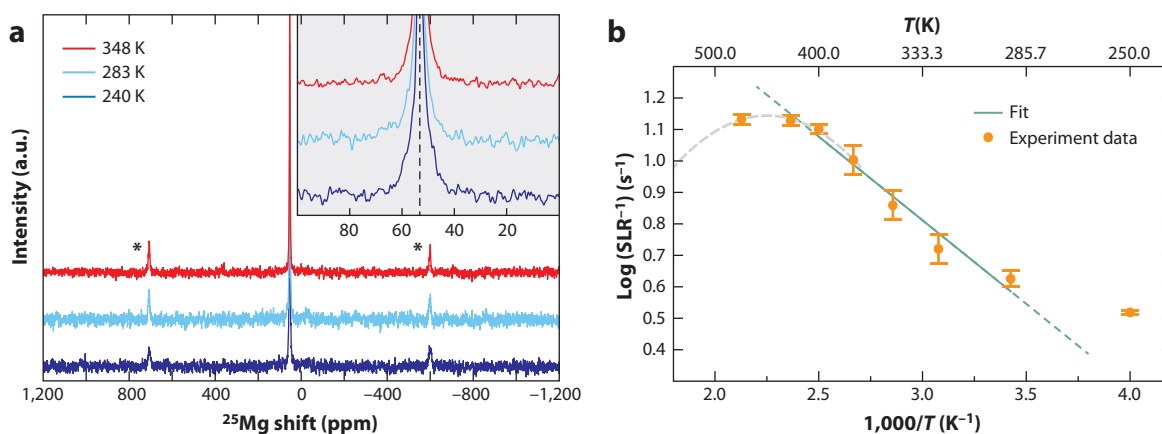 a
Intensity (a.u.)
348 K
283 K
240 K
*
*
80 60 40 20
1,200 800 400 0 −400 −800 −1,200
²⁵Mg shift (ppm)
b
T(K)
500.0 400.0 333.3 285.7 250.0
Log (SLR⁻¹) (s⁻¹)
1.2
1.1
1.0
0.9
0.8
0.7
0.6
0.5
0.4
Fit
Experiment data
2.0 2.5 3.0 3.5 4.0
1,000/T (K⁻¹)